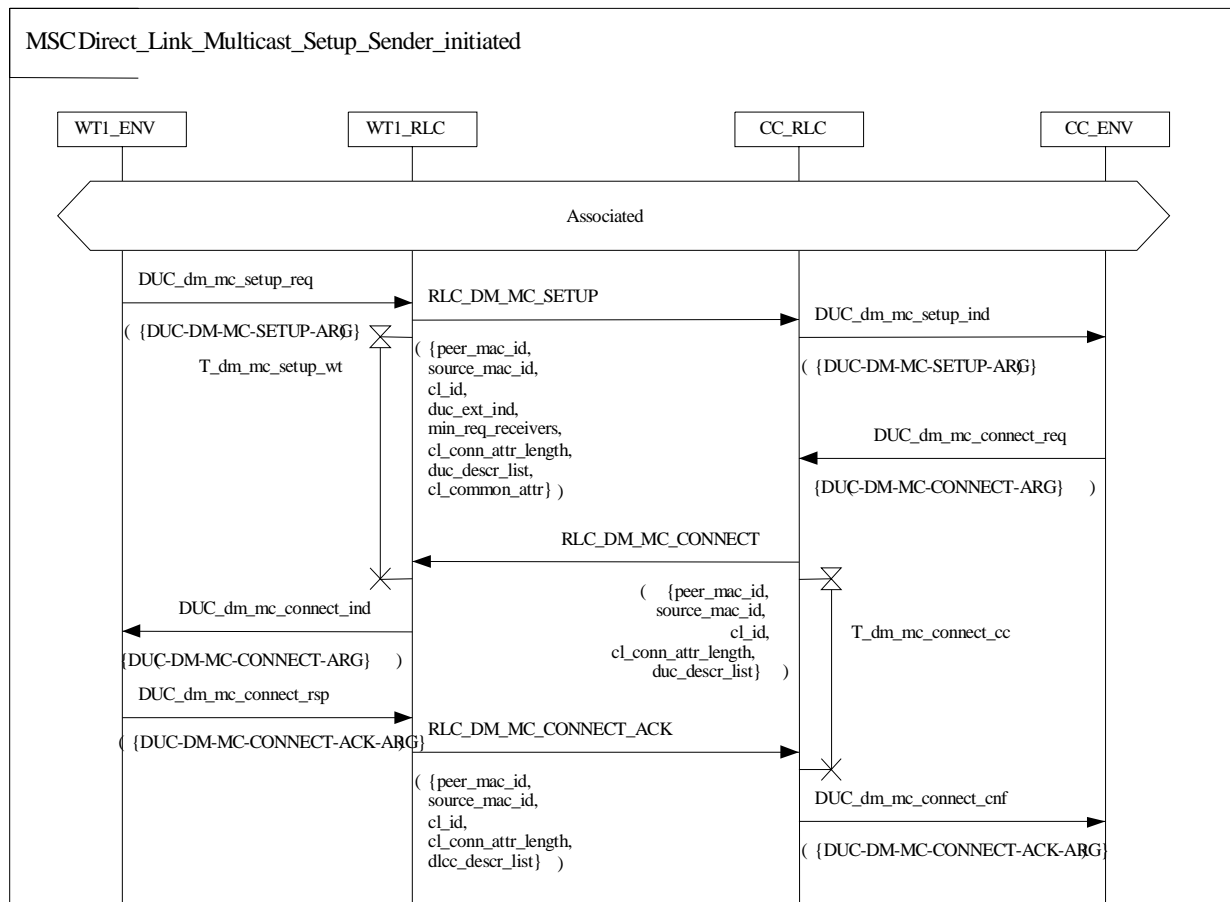 MSC Direct_Link_Multicast_Setup_Sender_initiated
WT1_ENV
WT1_RLC
CC_RLC
CC_ENV
Associated
DUC_dm_mc_setup_req
( {DUC-DM-MC-SETUP-ARG} )
RLC_DM_MC_SETUP
DUC_dm_mc_setup_ind
( {DUC-DM-MC-SETUP-ARG} )
T_dm_mc_setup_wt
( {peer_mac_id,
source_mac_id,
cl_id,
duc_ext_ind,
min_req_receivers,
cl_conn_attr_length,
duc_descr_list,
cl_common_attr} )
DUC_dm_mc_connect_req
( {DUC-DM-MC-CONNECT-ARG} )
RLC_DM_MC_CONNECT
( {peer_mac_id,
source_mac_id,
cl_id,
cl_conn_attr_length,
duc_descr_list} )
T_dm_mc_connect_cc
DUC_dm_mc_connect_ind
( {DUC-DM-MC-CONNECT-ARG} )
DUC_dm_mc_connect_rsp
( {DUC-DM-MC-CONNECT-ACK-ARG} )
RLC_DM_MC_CONNECT_ACK
( {peer_mac_id,
source_mac_id,
cl_id,
cl_conn_attr_length,
dlcc_descr_list} )
DUC_dm_mc_connect_cnf
( {DUC-DM-MC-CONNECT-ACK-ARG} )